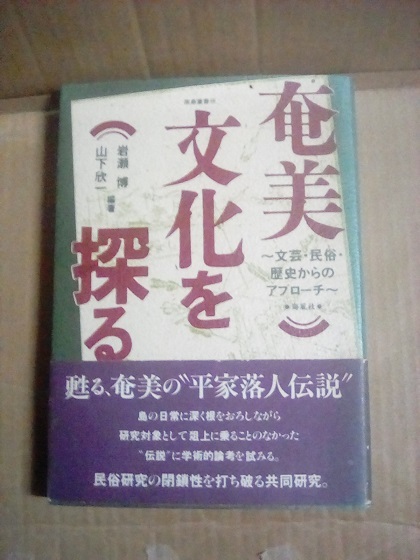 奄美
文化を
探る
~文芸・民俗・
歴史からの
アプローチ~
岩瀬 博
山下欣一
編著
甦る、奄美の"平家落人伝説"
島の日常に深く根をおろしながら
研究対象として俎上に乗ることのなかった
"伝説"に学術的論考を試みる。
民俗研究の閉鎖性を打ち破る共同研究。